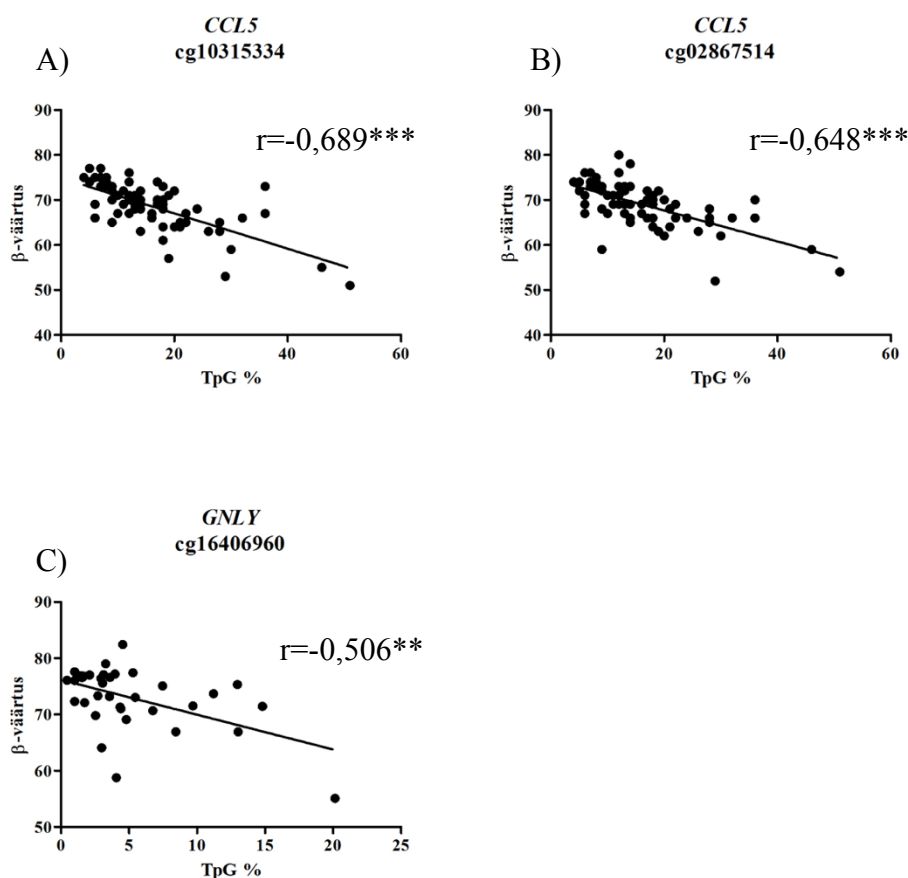 CCL5
cg10315334
A)
r=-0,689***
90
80
70
60
50
40
β-väärtus
0 20 40 60
TpG %
CCL5
cg02867514
B)
r=-0,648***
90
80
70
60
50
40
β-väärtus
0 20 40 60
TpG %
GNLY
cg16406960
C)
r=-0,506**
90
80
70
60
50
β-väärtus
0 5 10 15 20 25
TpG %